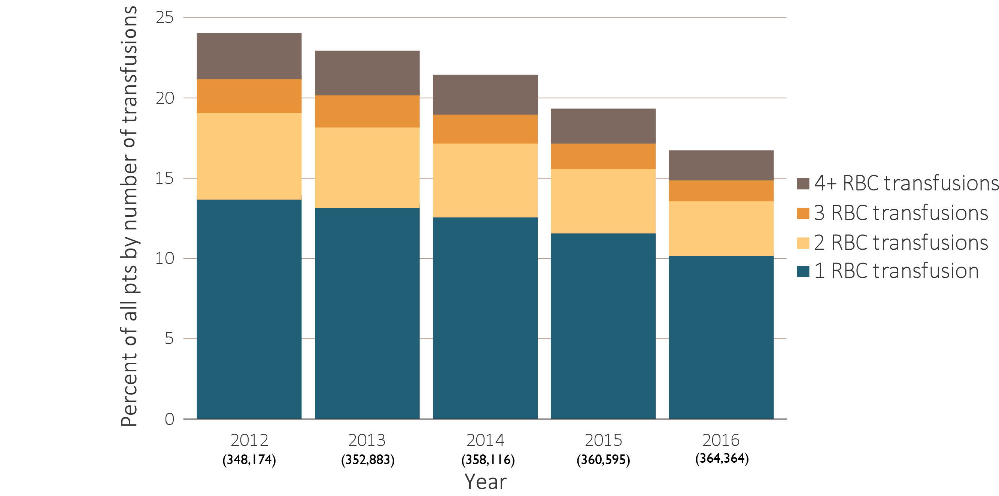 Percent of all pts by number of transfusions
25
20
15
10
5
0
4+ RBC transfusions
3 RBC transfusions
2 RBC transfusions
1 RBC transfusion
2012 2013 2014 2015 2016
(348,174) (352,883) (358,116) (360,595) (364,364)
Year